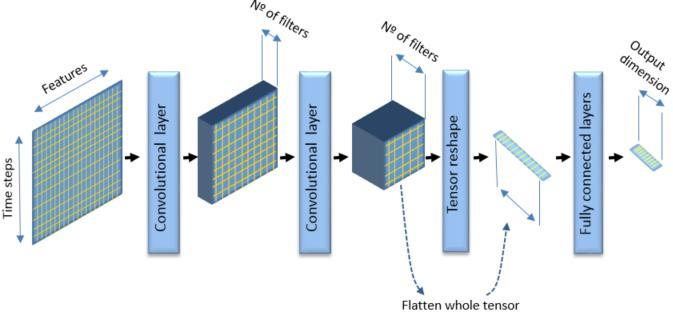 Features
Time steps
Convolutional layer
Nº of filters
Convolutional layer
Nº of filters
Tensor reshape
Flatten whole tensor
Fully connected layers
Output
dimension